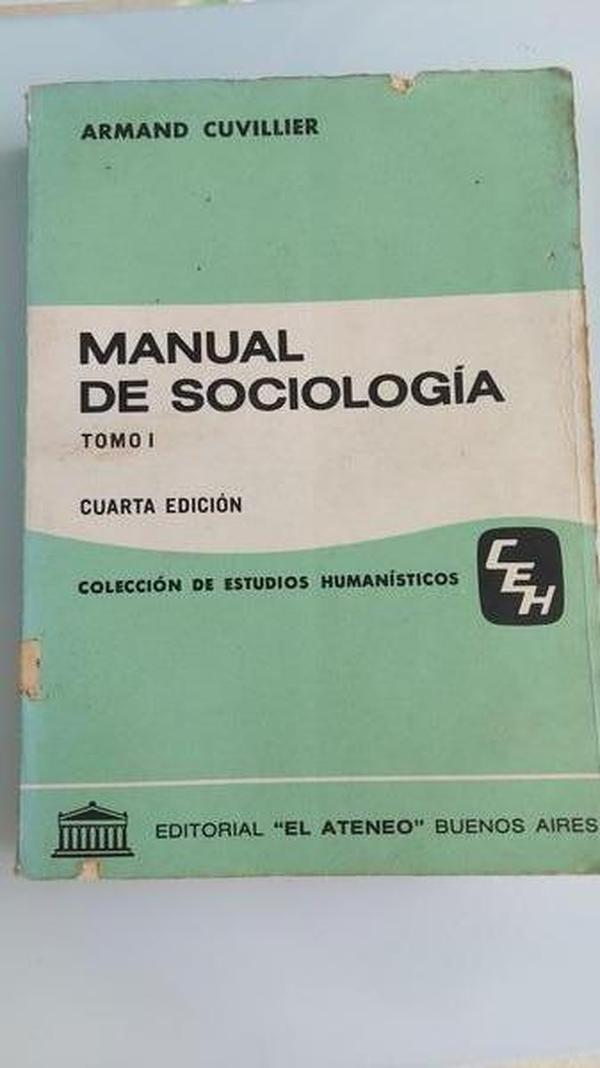 ARMAND CUVILLIER
MANUAL
DE SOCIOLOGÍA
TOMO I
CUARTA EDICIÓN
COLECCIÓN DE ESTUDIOS HUMANÍSTICOS
CEH
EDITORIAL "EL ATENEO" BUENOS AIRES